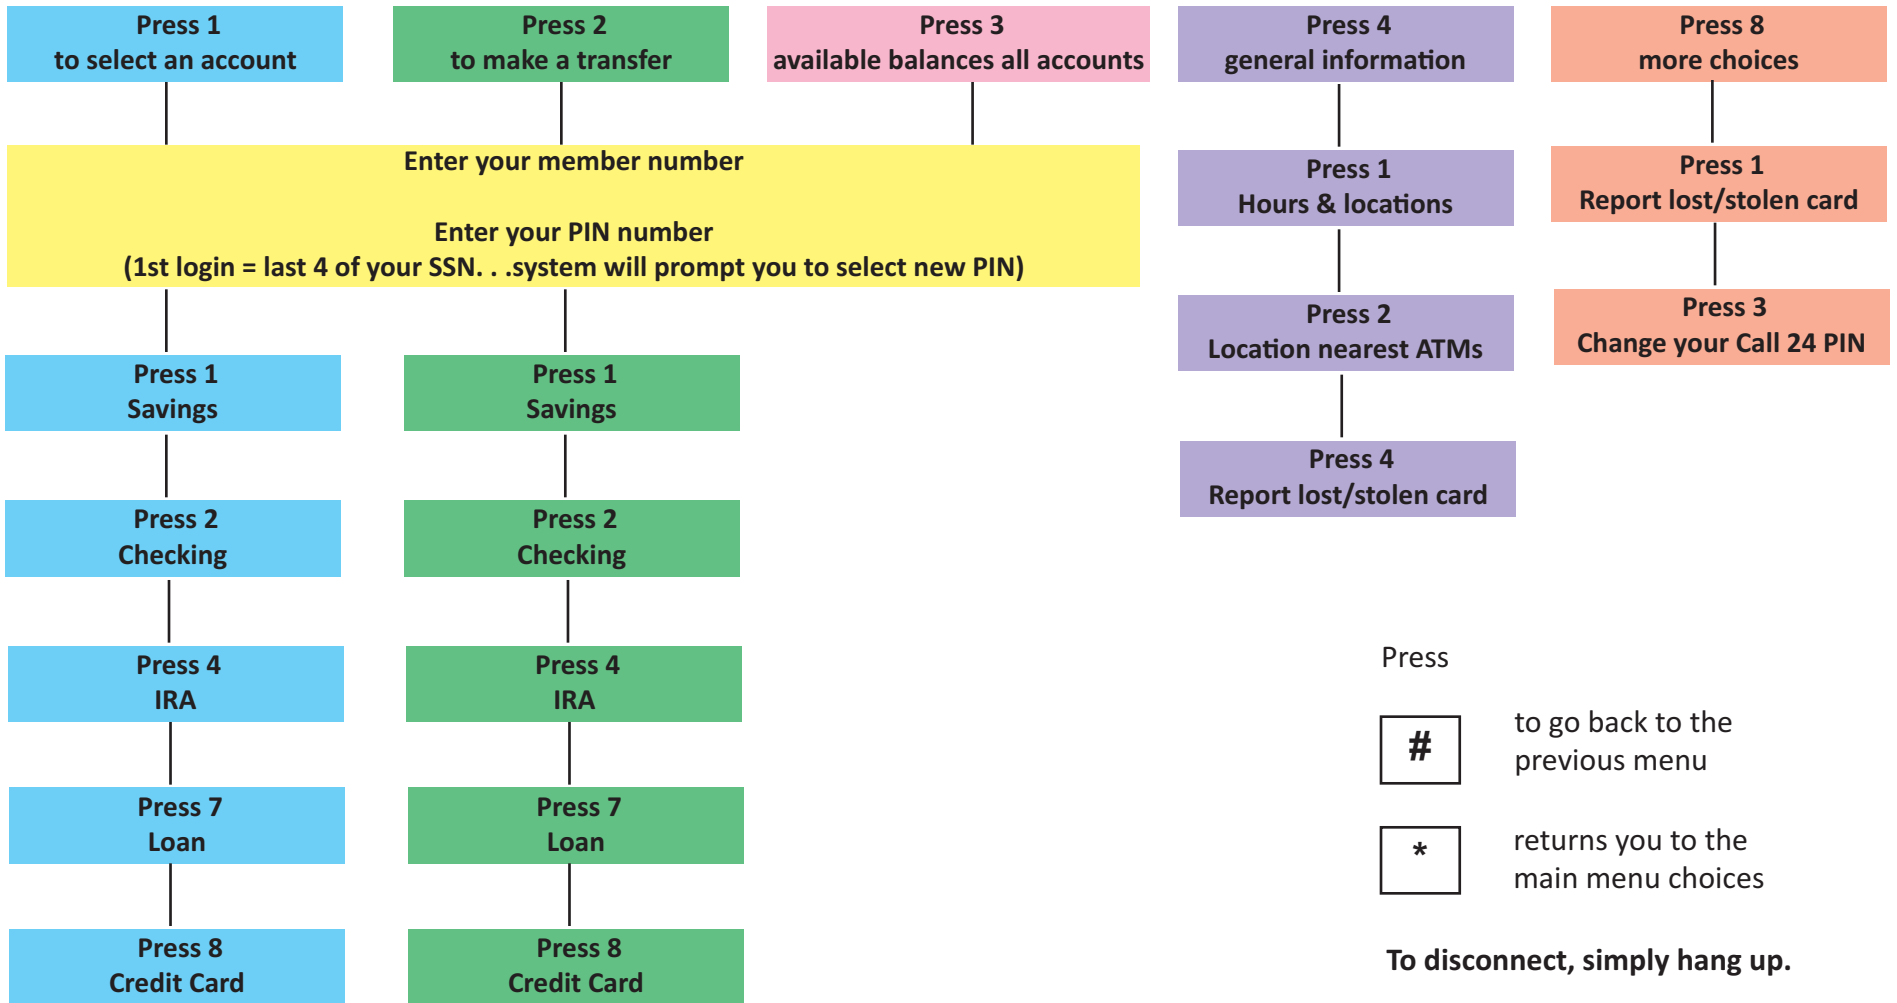 Press 1
to select an account
Press 2
to make a transfer
Press 3
available balances all accounts
Press 4
general information
Press 8
more choices
Enter your member number
Enter your PIN number
(1st login = last 4 of your SSN. . .system will prompt you to select new PIN)
Press 1
Savings
Press 2
Checking
Press 4
IRA
Press 7
Loan
Press 8
Credit Card
Press 1
Savings
Press 2
Checking
Press 4
IRA
Press 7
Loan
Press 8
Credit Card
Press 1
Hours & locations
Press 2
Location nearest ATMs
Press 4
Report lost/stolen card
Press 1
Report lost/stolen card
Press 3
Change your Call 24 PIN
Press
#
to go back to the
previous menu
*
returns you to the
main menu choices
To disconnect, simply hang up.